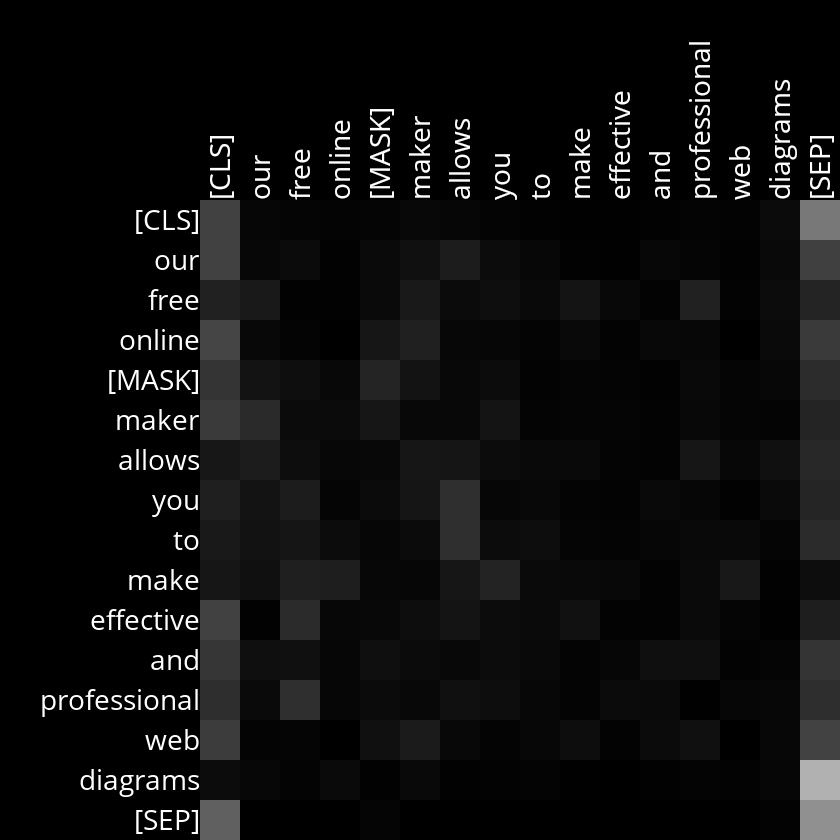 [CLS] our free online [MASK] maker allows you to make effective and professional web diagrams [SEP]
[CLS]
our
free
online
[MASK]
maker
allows
you
to
make
effective
and
professional
web
diagrams
[SEP]